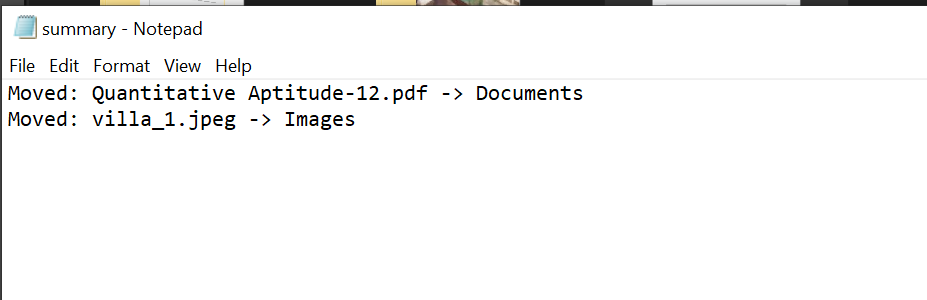 summary - Notepad
File Edit Format View Help
Moved: Quantitative Aptitude-12.pdf -> Documents
Moved: villa_1.jpeg -> Images